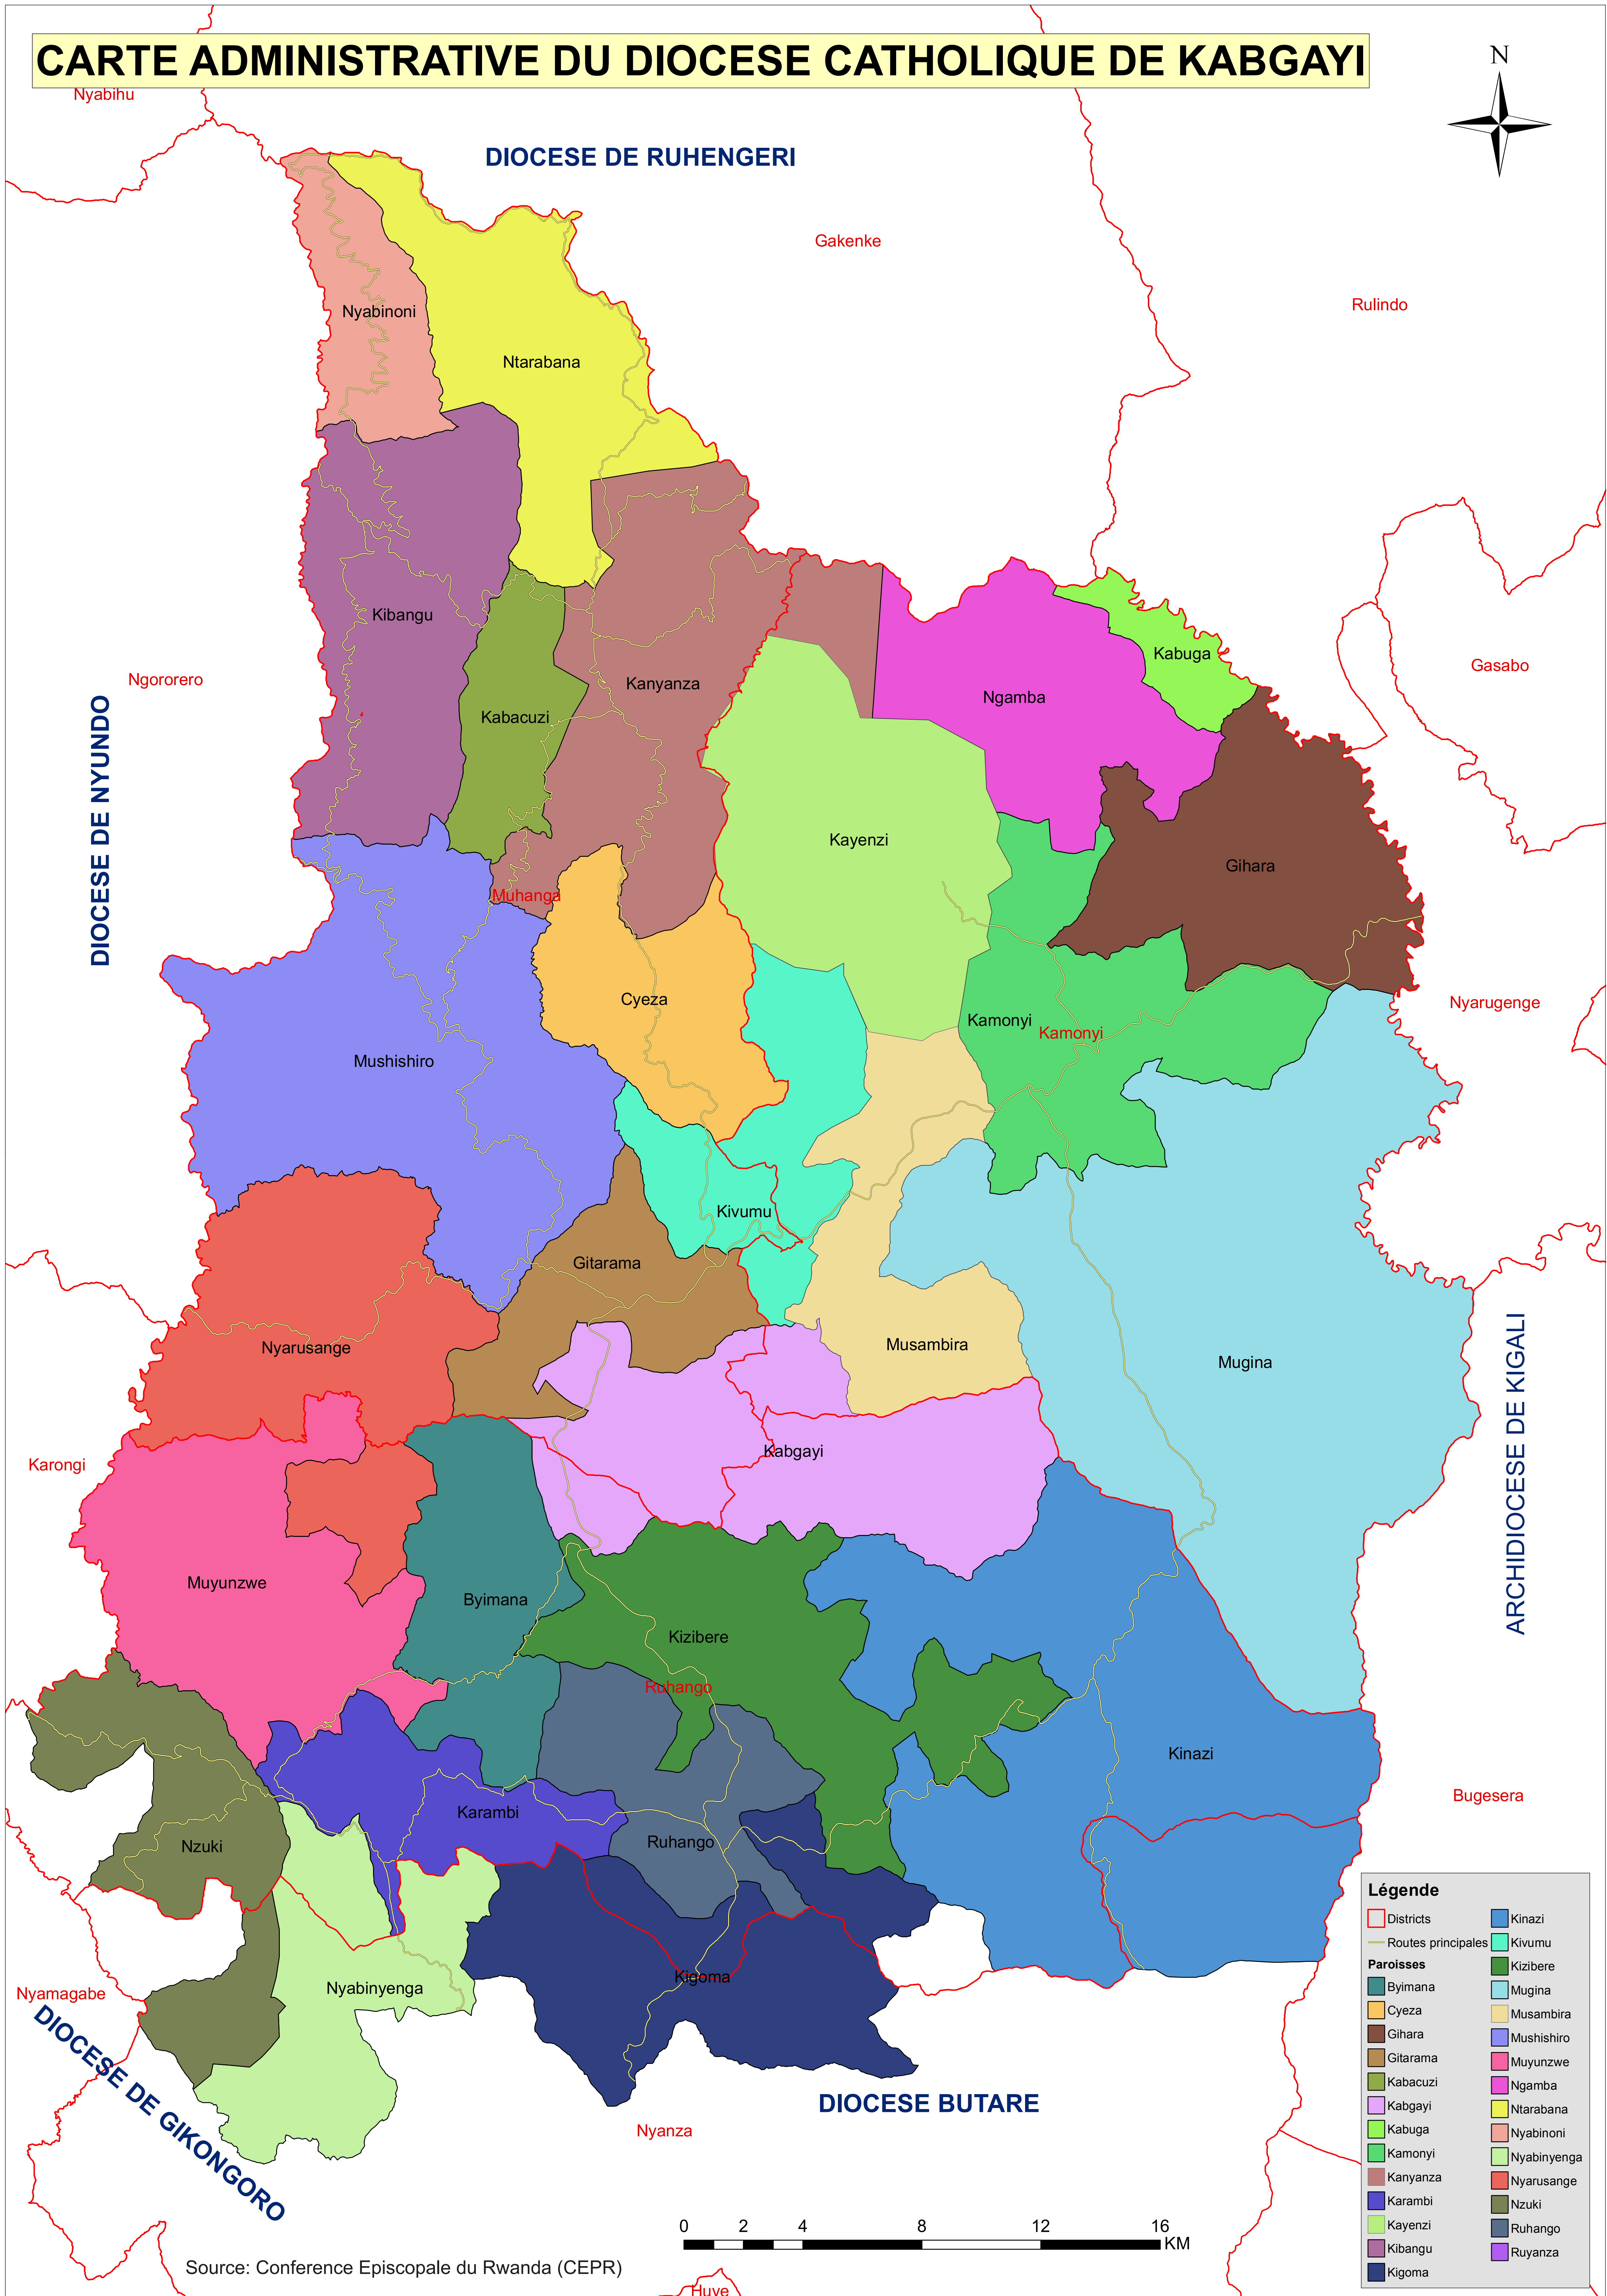 CARTE ADMINISTRATIVE DU DIOCESE CATHOLIQUE DE KABGAYI
N
Nyabihu
DIOCESE DE RUHENGERI
Gakenke
Rulindo
Nyabinoni
Ntarabana
Kibangu
Kabuga
Gasabo
Ngororero
Kanyanza
Ngamba
Kabacuzi
DIOCESE DE NYUNDO
Kayenzi
Gihara
Muhanga
Cyeza
Nyarugenge
Kamonyi
Kamonyi
Mushishiro
Kivumu
Gitarama
Nyarusange
Musambira
Mugina
ARCHIDIOCESE DE KIGALI
Kabgayi
Karongi
Muyunzwe
Byimana
Kizibere
Ruhango
Kinazi
Bugesera
Karambi
Ruhango
Nzuki
Kigoma
Nyabinyenga
Nyamagabe
DIOCESE DE GIKONGORO
DIOCESE BUTARE
Nyanza
Huye
Légende
Districts
Routes principales
Paroisses
Byimana
Cyeza
Gihara
Gitarama
Kabacuzi
Kabgayi
Kabuga
Kamonyi
Kanyanza
Karambi
Kayenzi
Kibangu
Kigoma
Kinazi
Kivumu
Kizibere
Mugina
Musambira
Mushishiro
Muyunzwe
Ngamba
Ntarabana
Nyabinoni
Nyabinyenga
Nyarusange
Nzuki
Ruhango
Ruyanza
0 2 4 8 12 16
KM
Source: Conference Episcopale du Rwanda (CEPR)